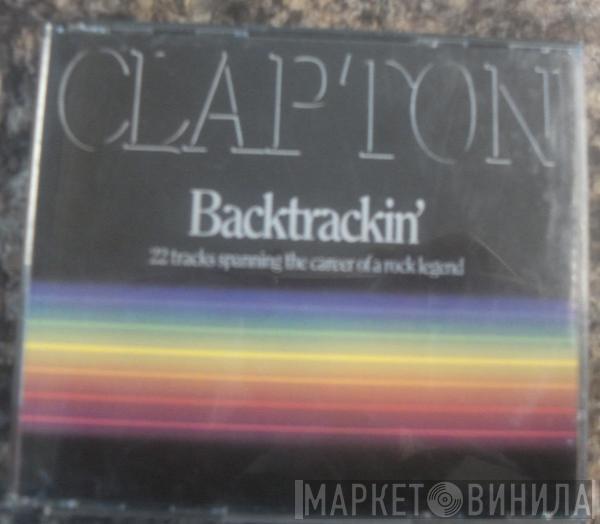 CLAPTON
Backtrackin'
22 tracks spanning the career of a rock legend
МАРКЕТ ВИНИЛА